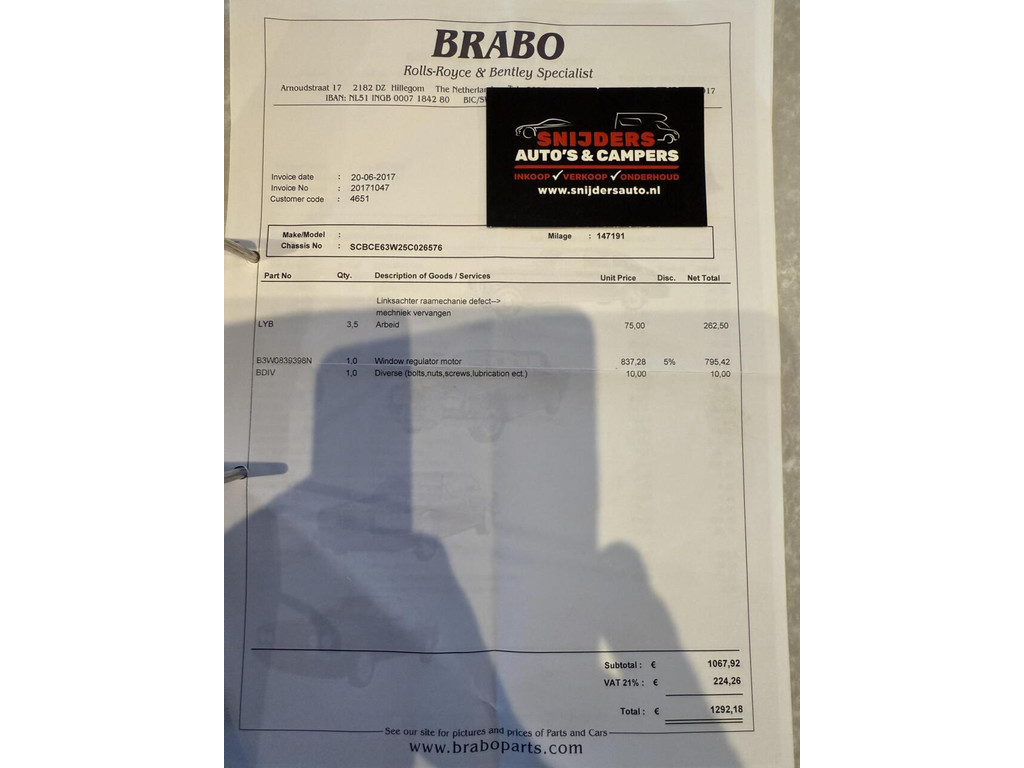 BRABO
Rolls-Royce & Bentley Specialist
Arnoudstraat 17 2182 DZ Hillegom The 17
IBAN: NL51 INGB 0007 1842 80
SNIJDERS
AUTO'S & CAMPERS
INKOOP VERKOOP ONDERHOUD
www.snijdersauto.nl
Invoice date : 20-06-2017
Invoice No : 20171047
Customer code : 4651
Make/Model : Milage : 147191
Chassis No : SCBCE63W25C026576
Part No Qty. Description of Goods / Services Unit Price Disc. Net Total
Linksachter raamechanie defect-->
mechniek vervangen
LYB 3,5 Arbeid 75,00 262,50
B3W0839396N 1,0 Window regulator motor 837,28 5% 795,42
BDIV 1,0 Diverse (bolts,nuts,screws,lubrication ect.) 10,00 10,00
Subtotal : € 1067,92
VAT 21% : € 224,26
Total : € 1292,18
See our site for pictures and prices of Parts and Cars
www.braboparts.com